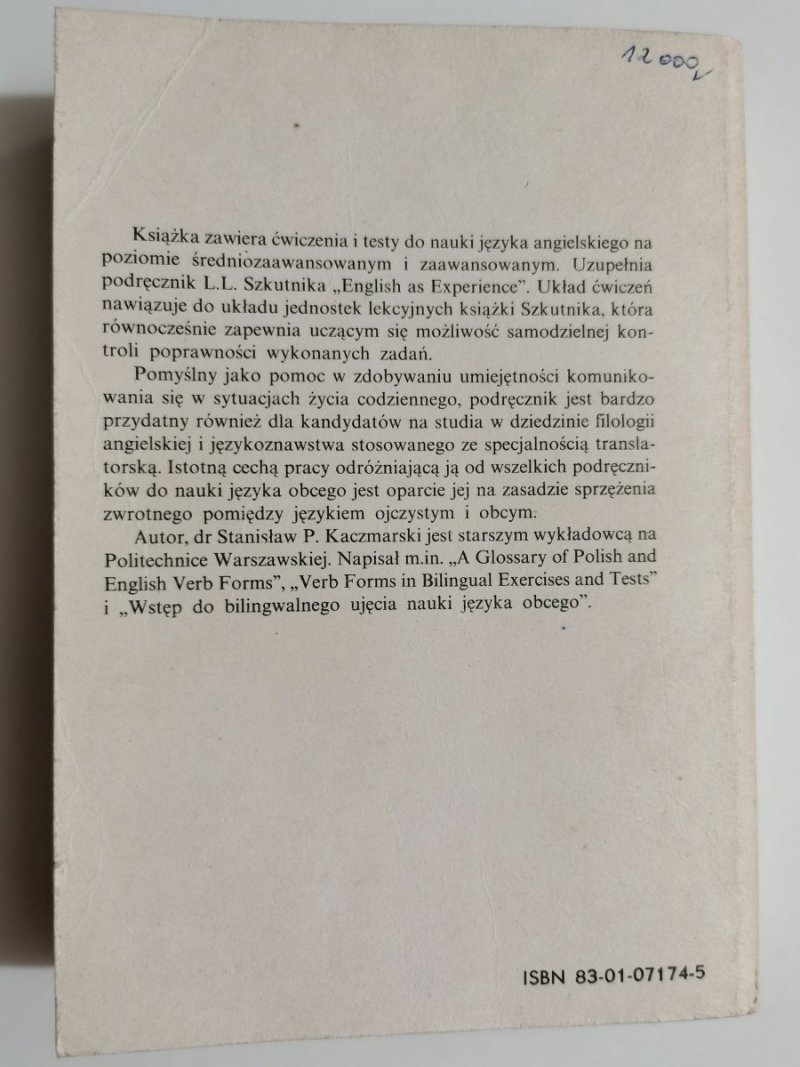 12 000,
Książka zawiera ćwiczenia i testy do nauki języka angielskiego na
poziomie średniozaawansowanym i zaawansowanym. Uzupełnia
podręcznik L.L. Szkutnika „English as Experience”. Układ ćwiczeń
nawiązuje do układu jednostek lekcyjnych książki Szkutnika, która
równocześnie zapewnia uczącym się możliwość samodzielnej kon-
troli poprawności wykonanych zadań.
Pomyślny jako pomoc w zdobywaniu umiejętności komuniko-
wania się w sytuacjach życia codziennego, podręcznik jest bardzo
przydatny również dla kandydatów na studia w dziedzinie filologii
angielskiej i językoznawstwa stosowanego ze specjalnością transla-
torską. Istotną cechą pracy odróżniającą ją od wszelkich podręczni-
ków do nauki języka obcego jest oparcie jej na zasadzie sprzężenia
zwrotnego pomiędzy językiem ojczystym i obcym.
Autor, dr Stanisław P. Kaczmarski jest starszym wykładowcą na
Politechnice Warszawskiej. Napisał m.in. „A Glossary of Polish and
English Verb Forms”, „Verb Forms in Bilingual Exercises and Tests”
i „Wstęp do bilingwalnego ujęcia nauki języka obcego”.
ISBN 83-01-07174-5